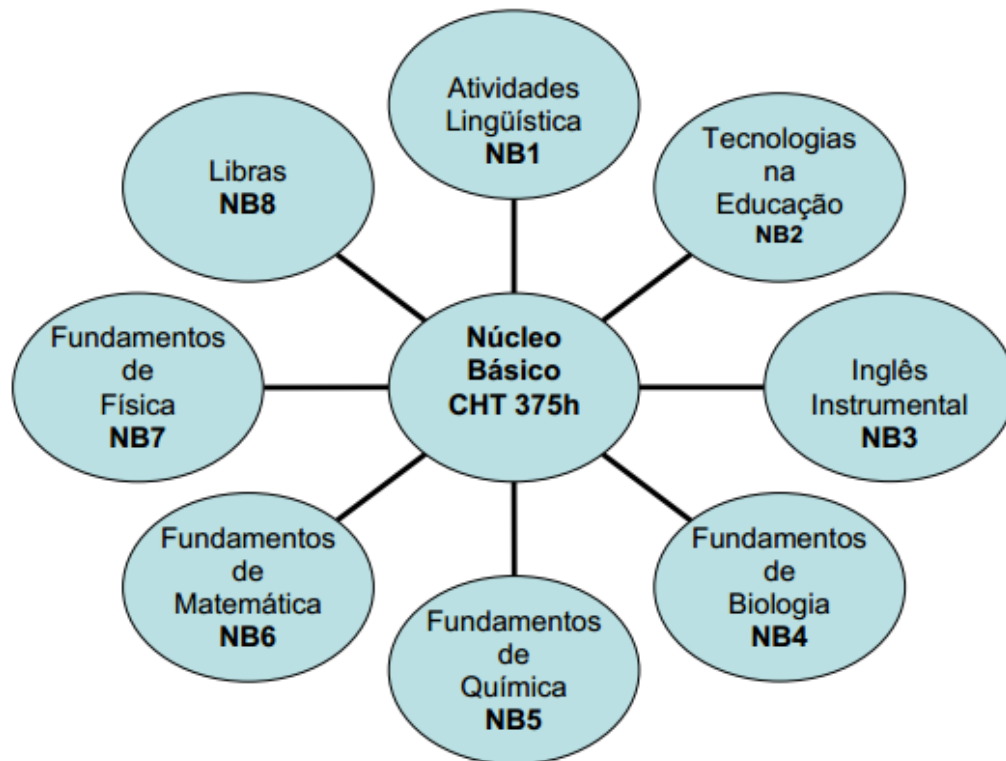 Atividades
Lingüística
NB1
Tecnologias
na
Educação
NB2
Inglês
Instrumental
NB3
Fundamentos
de
Biologia
NB4
Fundamentos
de
Química
NB5
Fundamentos
de
Matemática
NB6
Fundamentos
de
Física
NB7
Libras
NB8
Núcleo
Básico
CHT 375h